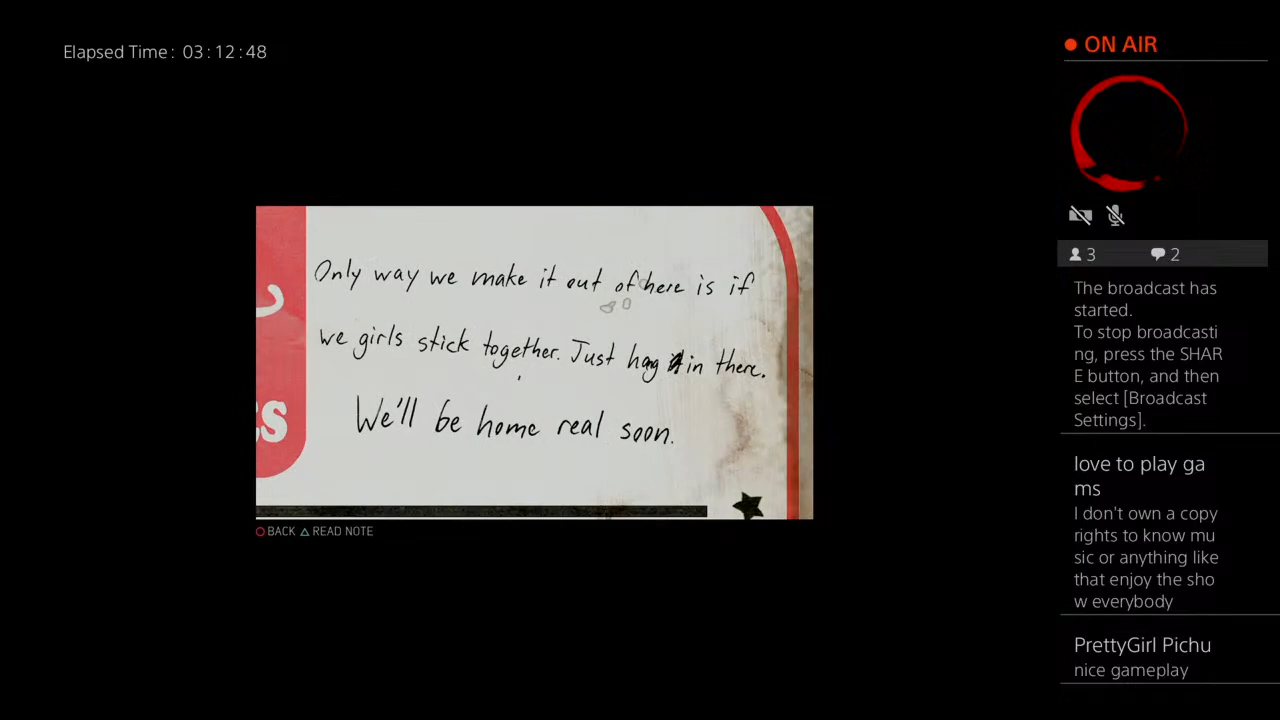 Elapsed Time: 03:12:48
ON AIR
3
2
The broadcast has
started.
To stop broadcasti
ng, press the SHAR
E button, and then
select [Broadcast
Settings].
love to play ga
ms
I don't own a copy
rights to know mu
sic or anything like
that enjoy the sho
w everybody
PrettyGirl Pichu
nice gameplay
Only way we make it out of here is if
we girls stick together. Just hag in there.
We'll be home real soon.
BACK READ NOTE